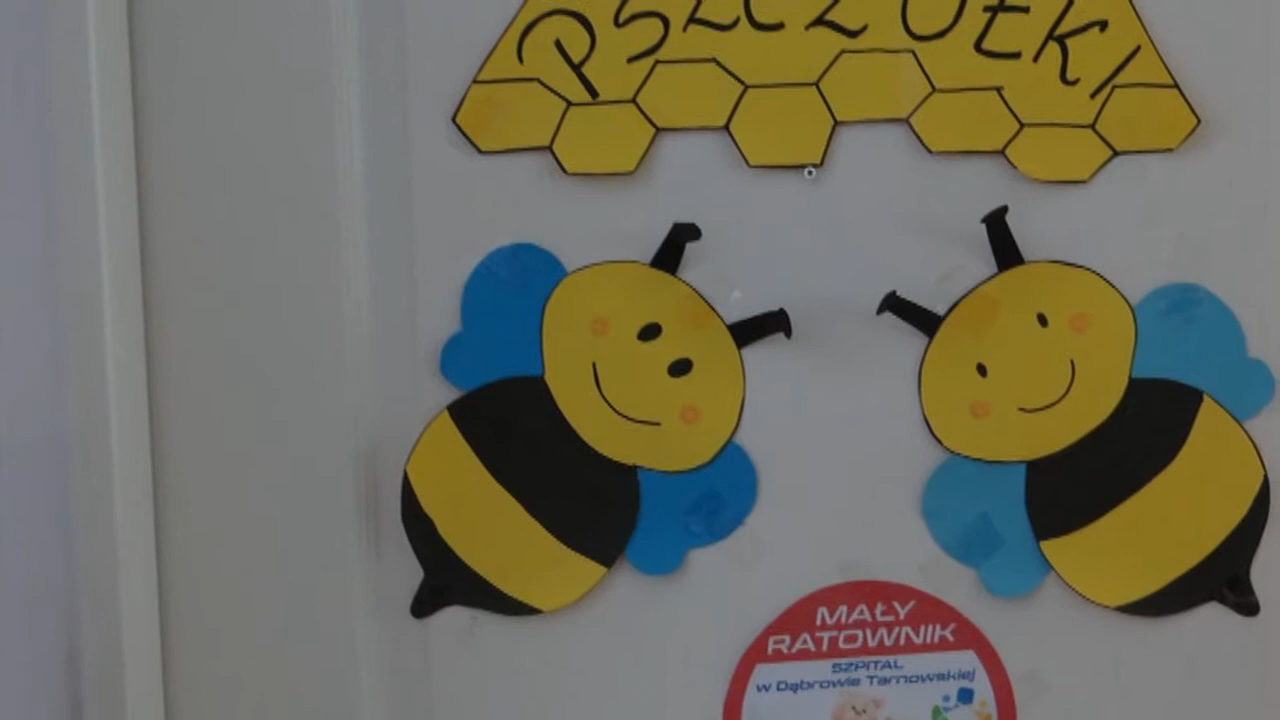 PSZCZÓŁKI
MAŁY
RATOWNIK
SZPITAL
w Dąbrowie Tarnowskiej